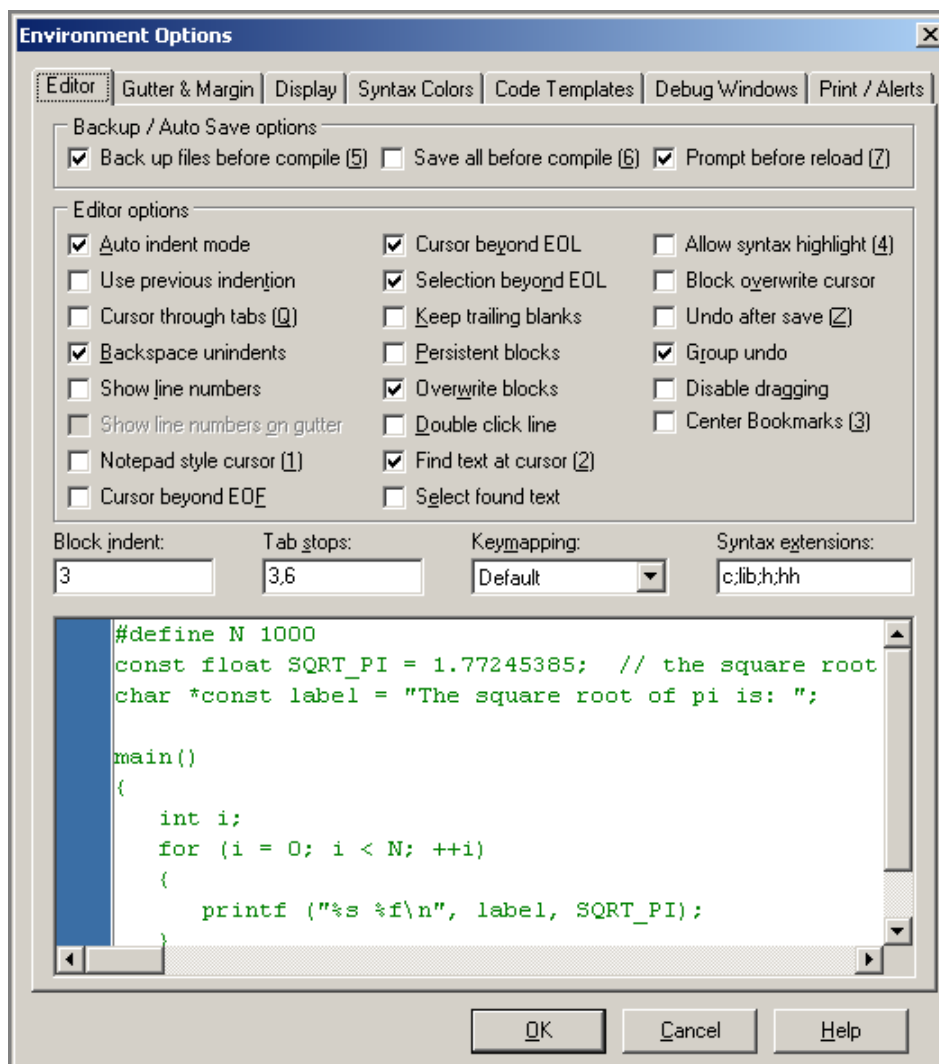 Environment Options
Editor Gutter & Margin Display Syntax Colors Code Templates Debug Windows Print / Alerts
Backup / Auto Save options
Back up files before compile (5) Save all before compile (6) Prompt before reload (7)
Editor options
Auto indent mode Cursor beyond EOL Allow syntax highlight (4)
Use previous indention Selection beyond EOL Block overwrite cursor
Cursor through tabs (Q) Keep trailing blanks Undo after save (Z)
Backspace unindents Persistent blocks Group undo
Show line numbers Overwrite blocks Disable dragging
Show line numbers on gutter Double click line Center Bookmarks (3)
Notepad style cursor (1) Find text at cursor (2)
Cursor beyond EOF Select found text
Block indent: Tab stops: Keymapping: Syntax extensions:
3 3,6 Default c;lib;h;hh
#define N 1000
const float SQRT_PI = 1.77245385;  // the square root
char *const label = "The square root of pi is: ";
main()
{
   int i;
   for (i = 0; i < N; ++i)
   {
      printf ("%s %f\n", label, SQRT_PI);
   }
OK Cancel Help